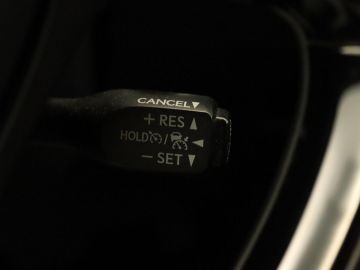 CANCEL▼
+RES▲
HOLD/◀
−SET▼